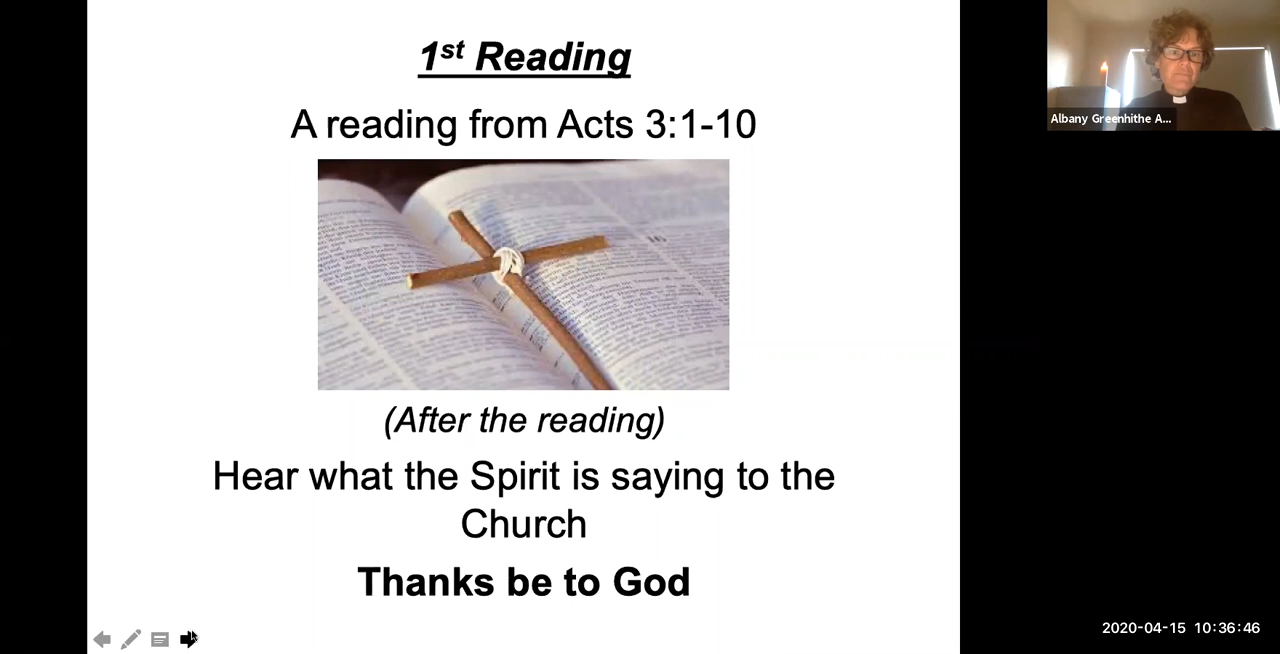 1st Reading
A reading from Acts 3:1-10
(After the reading)
Hear what the Spirit is saying to the
Church
Thanks be to God
Albany Greenhithe A...
2020-04-15 10:36:46